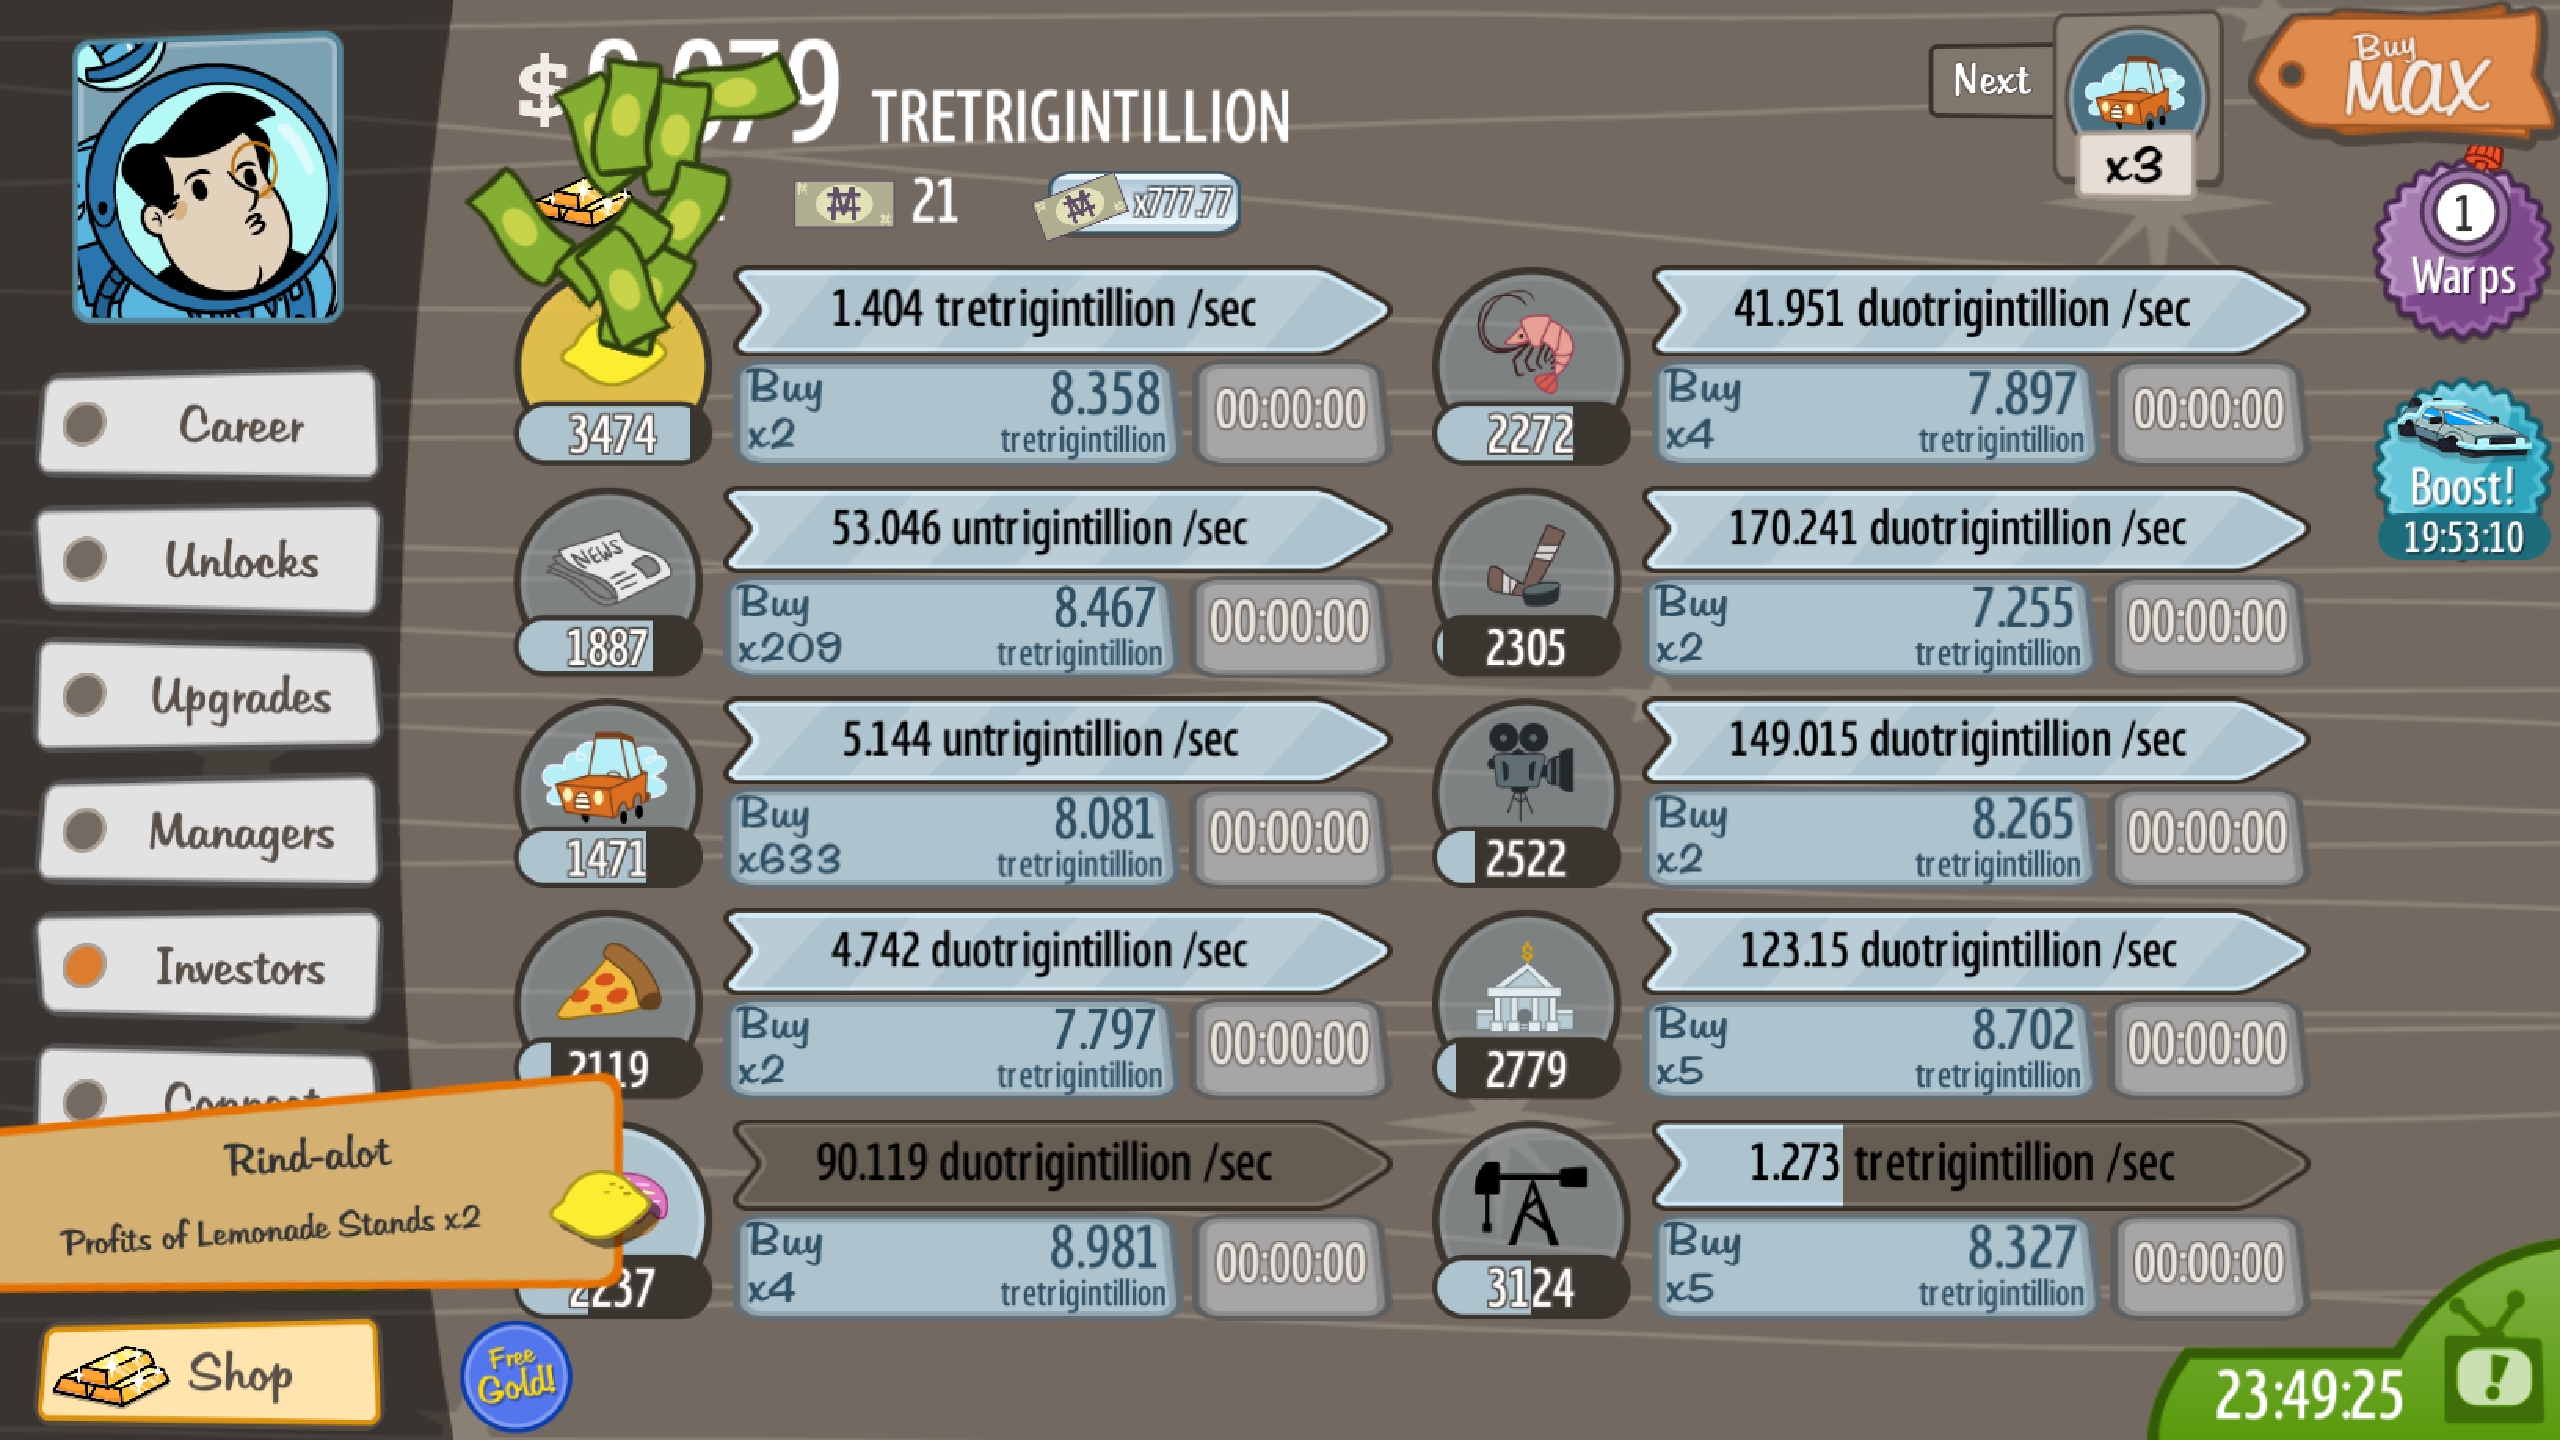 TRETRIGINTILLION
Next
x3
Buy
MAX
21
x777.77
1
Warps
Boost!
19:53:10
Career
Unlocks
Upgrades
Managers
Investors
Rind-alot
Profits of Lemonade Stands x2
Shop
Free
Gold!
1.404 tretrigintillion /sec
3474
Buy
x2
8.358
tretrigintillion
00:00:00
NEWS
53.046 untrigintillion /sec
1887
Buy
x209
8.467
tretrigintillion
00:00:00
5.144 untrigintillion /sec
1471
Buy
x633
8.081
tretrigintillion
00:00:00
4.742 duotrigintillion /sec
2119
Buy
x2
7.797
tretrigintillion
00:00:00
90.119 duotrigintillion /sec
2237
Buy
x4
8.981
tretrigintillion
00:00:00
41.951 duotrigintillion /sec
2272
Buy
x4
7.897
tretrigintillion
00:00:00
170.241 duotrigintillion /sec
2305
Buy
x2
7.255
tretrigintillion
00:00:00
149.015 duotrigintillion /sec
2522
Buy
x2
8.265
tretrigintillion
00:00:00
123.15 duotrigintillion /sec
2779
Buy
x5
8.702
tretrigintillion
00:00:00
1.273 tretrigintillion /sec
3124
Buy
x5
8.327
tretrigintillion
00:00:00
23:49:25